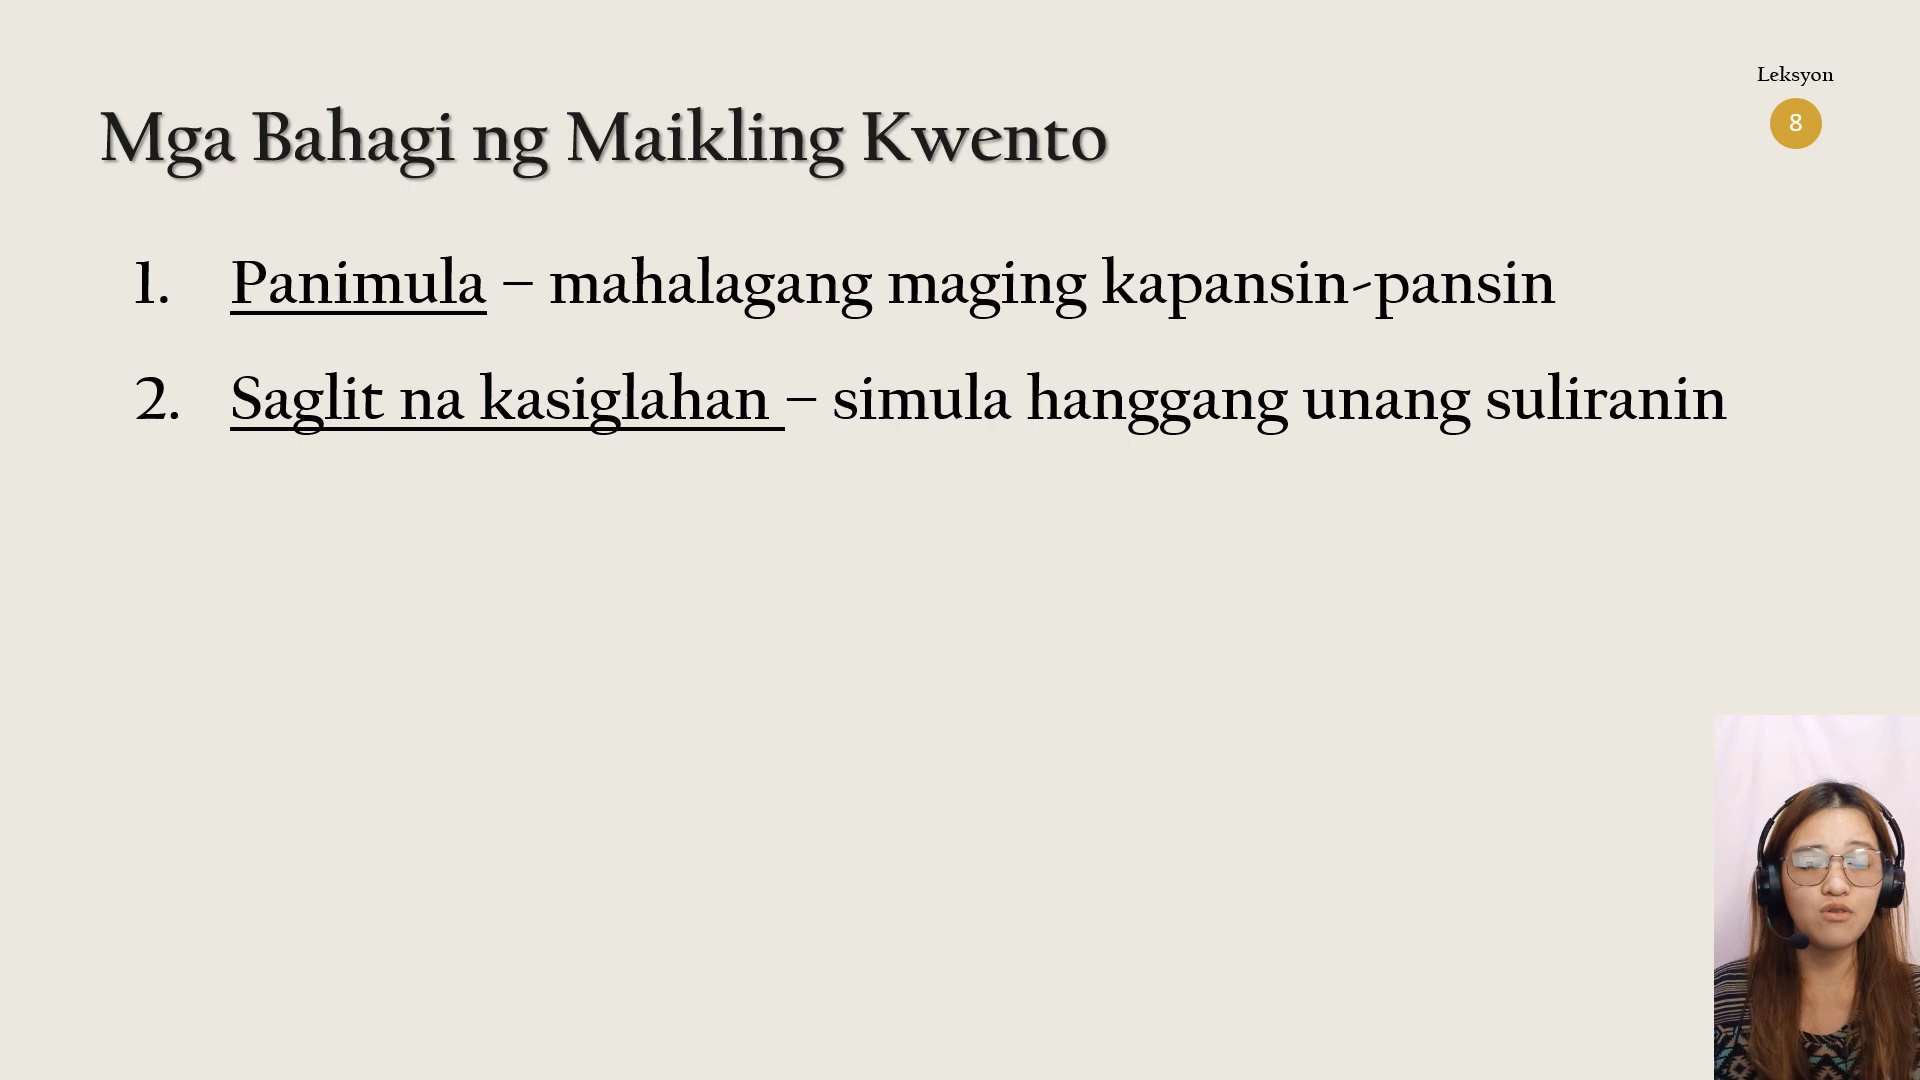 Leksyon
8
Mga Bahagi ng Maikling Kwento
1. Panimula – mahalagang maging kapansin-pansin
2. Saglit na kasiglahan – simula hanggang unang suliranin